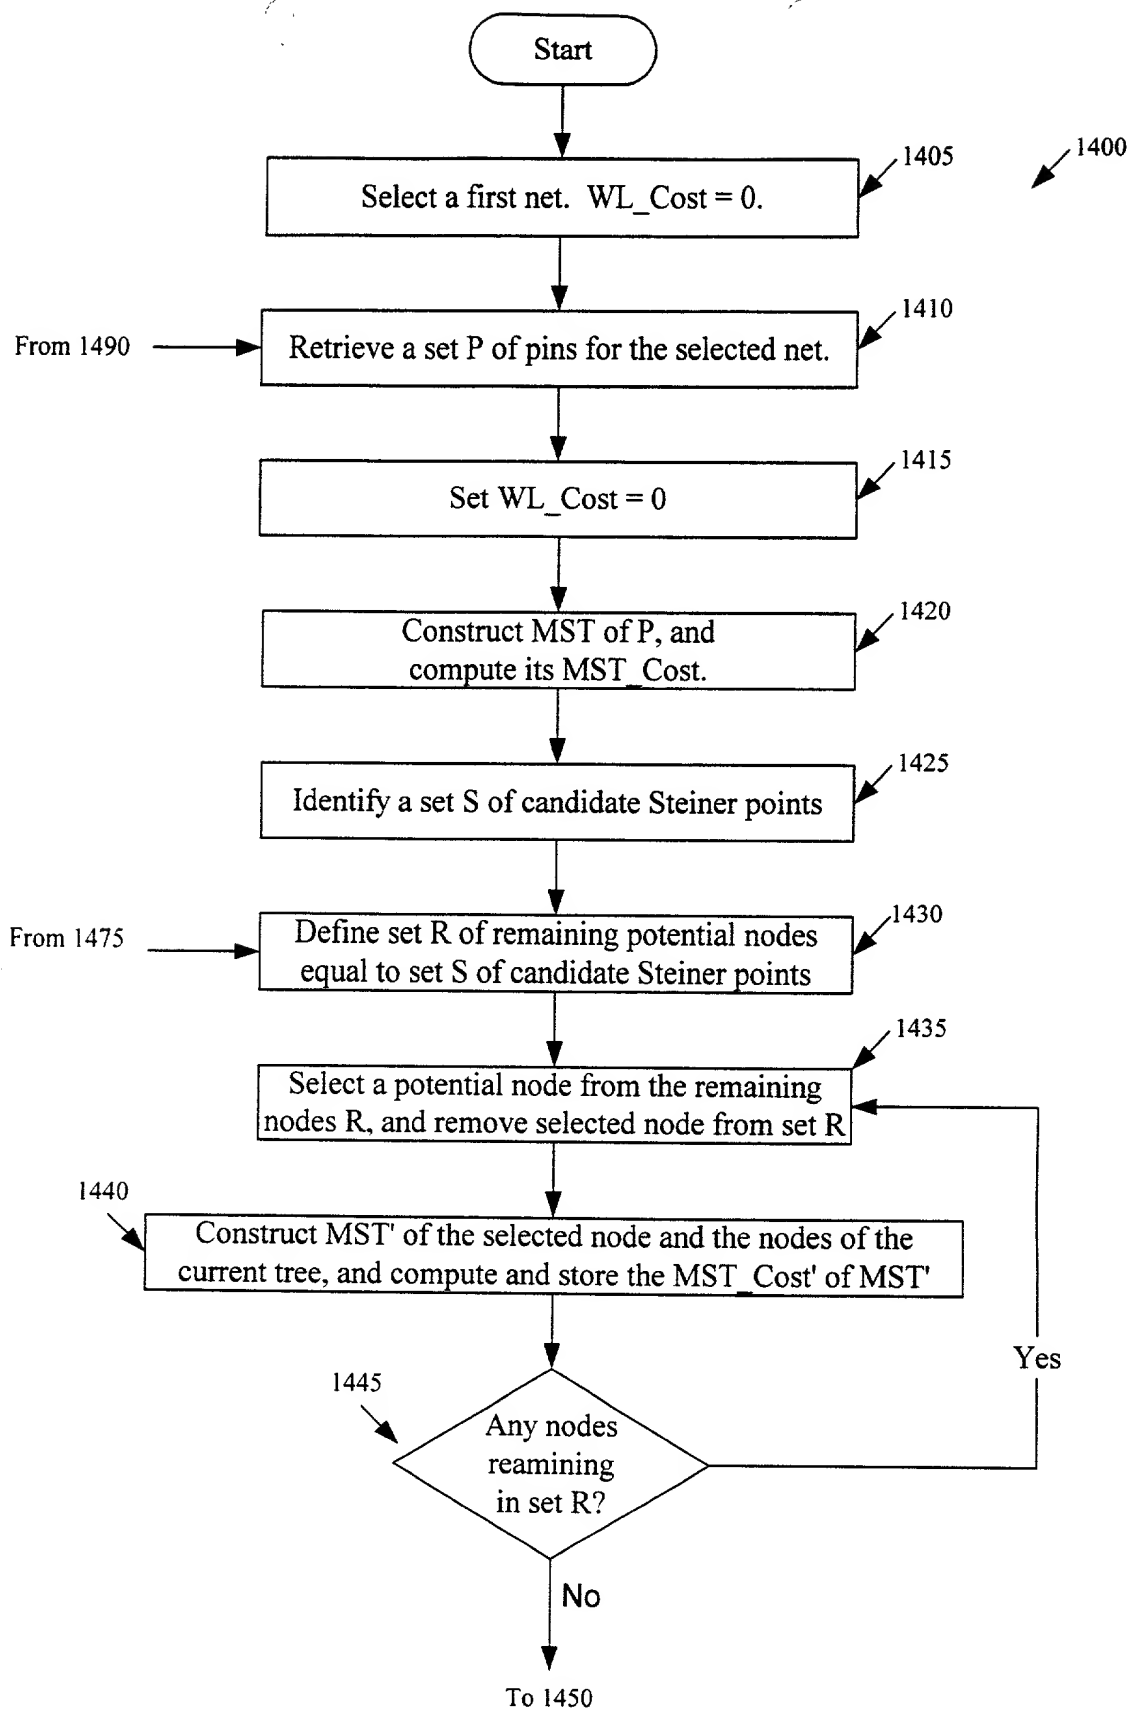 Start
1405
1400
Select a first net. WL_Cost = 0.
1410
From 1490
Retrieve a set P of pins for the selected net.
1415
Set WL_Cost = 0
1420
Construct MST of P, and
compute its MST_Cost.
1425
Identify a set S of candidate Steiner points
1430
From 1475
Define set R of remaining potential nodes
equal to set S of candidate Steiner points
1435
Select a potential node from the remaining
nodes R, and remove selected node from set R
1440
Construct MST' of the selected node and the nodes of the
current tree, and compute and store the MST_Cost' of MST'
Yes
1445
Any nodes
reamining
in set R?
No
To 1450